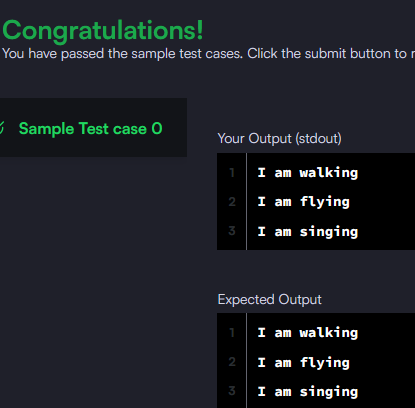 Congratulations!
You have passed the sample test cases. Click the submit button to
Sample Test case 0
Your Output (stdout)
1 I am walking
2 I am flying
3 I am singing
Expected Output
1 I am walking
2 I am flying
3 I am singing